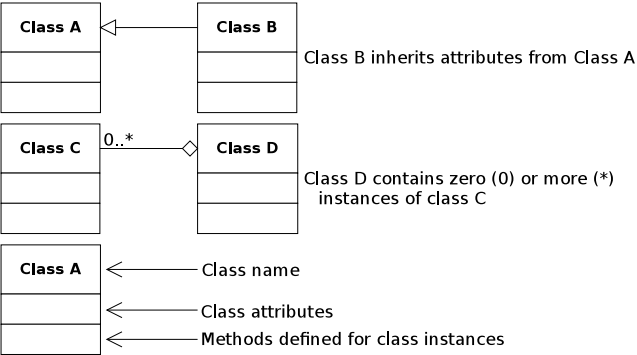 Class A
Class B
Class B inherits attributes from Class A
Class C
0..*
Class D
Class D contains zero (0) or more (*)
instances of class C
Class A
Class name
Class attributes
Methods defined for class instances